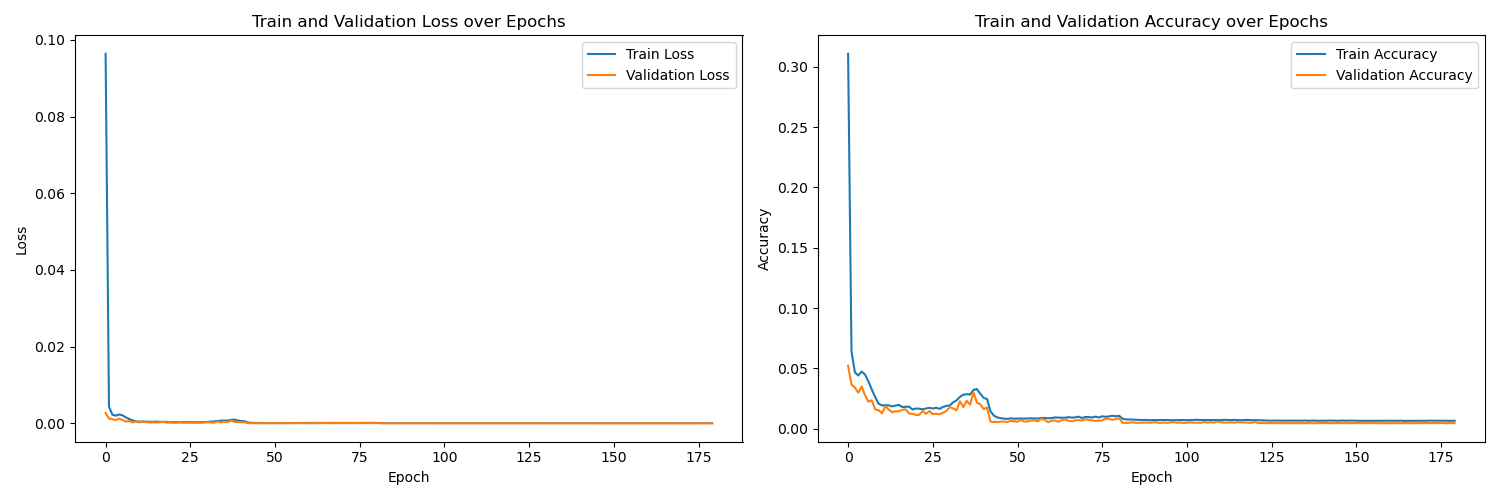 Train and Validation Loss over Epochs
Train Loss
Validation Loss
0.10
0.08
0.06
0.04
0.02
0.00
Loss
0 25 50 75 100 125 150 175
Epoch
Train and Validation Accuracy over Epochs
Train Accuracy
Validation Accuracy
0.30
0.25
0.20
0.15
0.10
0.05
0.00
Accuracy
0 25 50 75 100 125 150 175
Epoch